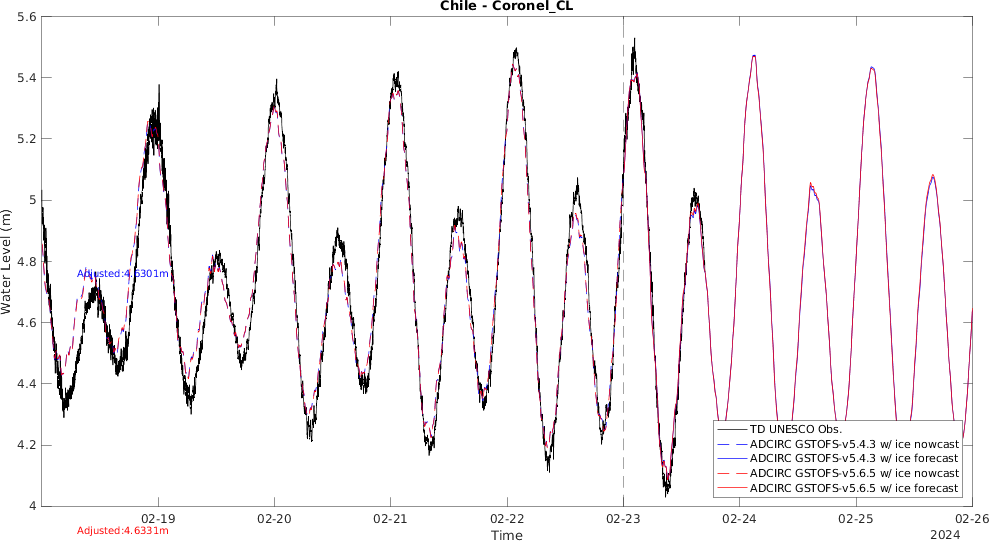 Chile - Coronel_CL
5.6
5.4
5.2
5
4.8
4.6
4.4
4.2
4
Water Level (m)
Adjusted:4.6301m
TD UNESCO Obs.
ADCIRC GSTOFS-v5.4.3 w/ ice nowcast
ADCIRC GSTOFS-v5.4.3 w/ ice forecast
ADCIRC GSTOFS-v5.6.5 w/ ice nowcast
ADCIRC GSTOFS-v5.6.5 w/ ice forecast
02-19 02-20 02-21 02-22 02-23 02-24 02-25 02-26
Adjusted:4.6331m
Time
2024